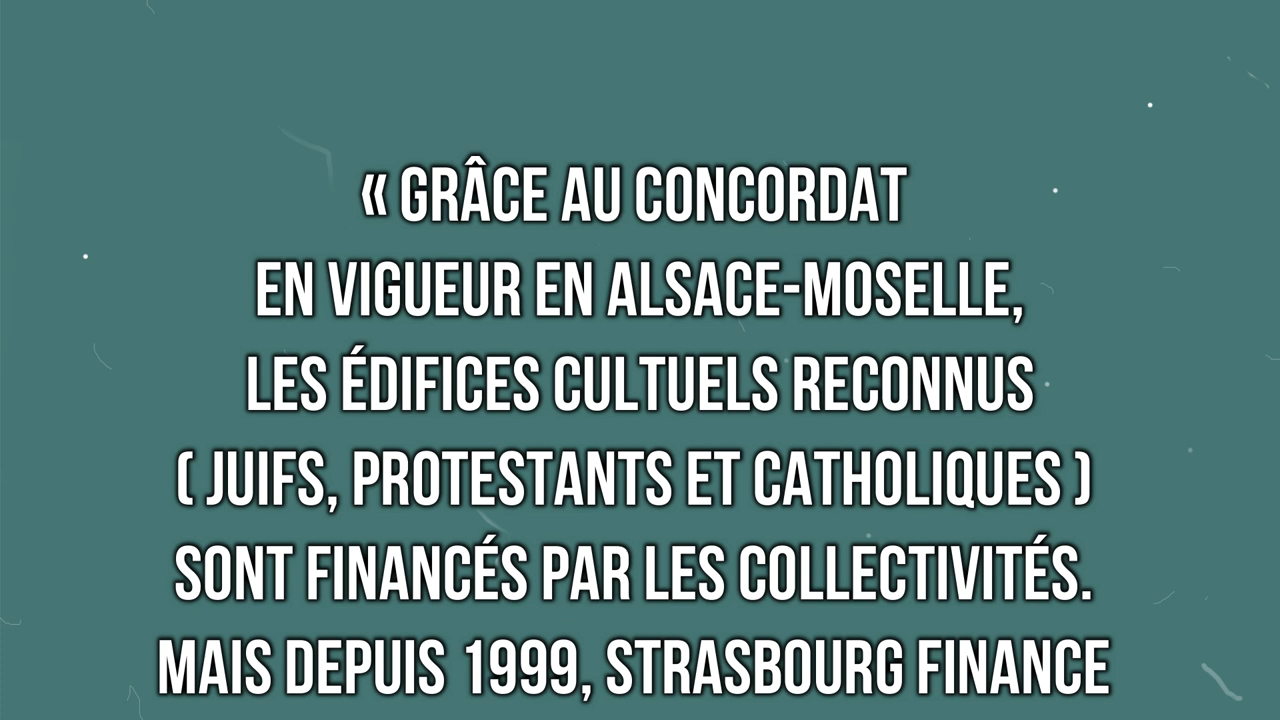 « GRÂCE AU CONCORDAT
EN VIGUEUR EN ALSACE-MOSELLE,
LES ÉDIFICES CULTUELS RECONNUS
( JUIFS, PROTESTANTS ET CATHOLIQUES )
SONT FINANCÉS PAR LES COLLECTIVITÉS.
MAIS DEPUIS 1999, STRASBOURG FINANCE